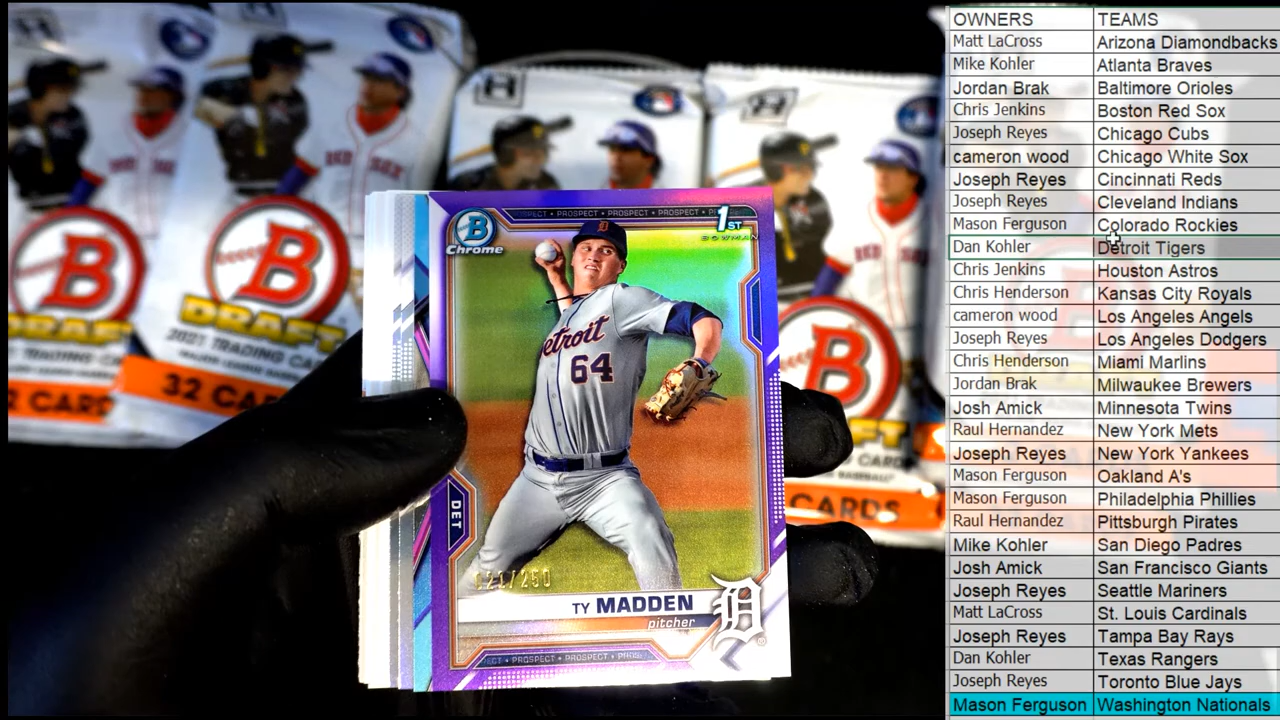 OWNERS TEAMS
Matt LaCross Arizona Diamondbacks
Mike Kohler Atlanta Braves
Jordan Brak Baltimore Orioles
Chris Jenkins Boston Red Sox
Joseph Reyes Chicago Cubs
cameron wood Chicago White Sox
Joseph Reyes Cincinnati Reds
Joseph Reyes Cleveland Indians
Mason Ferguson Colorado Rockies
Dan Kohler Detroit Tigers
Chris Jenkins Houston Astros
Chris Henderson Kansas City Royals
cameron wood Los Angeles Angels
Joseph Reyes Los Angeles Dodgers
Chris Henderson Miami Marlins
Jordan Brak Milwaukee Brewers
Josh Amick Minnesota Twins
Raul Hernandez New York Mets
Joseph Reyes New York Yankees
Mason Ferguson Oakland A's
Mason Ferguson Philadelphia Phillies
Raul Hernandez Pittsburgh Pirates
Mike Kohler San Diego Padres
Josh Amick San Francisco Giants
Joseph Reyes Seattle Mariners
Matt LaCross St. Louis Cardinals
Joseph Reyes Tampa Bay Rays
Dan Kohler Texas Rangers
Joseph Reyes Toronto Blue Jays
Mason Ferguson Washington Nationals
PROSPECT • PROSPECT • PROSPECT
B
Chrome
1ST
BOWMAN
Detroit
64
DET
/250
TY MADDEN
pitcher
D
PROSPECT • PROSPECT
B
DRAFT
B
DRAFT
2021 TRADING CARDS
32 CAR
B
CARDS